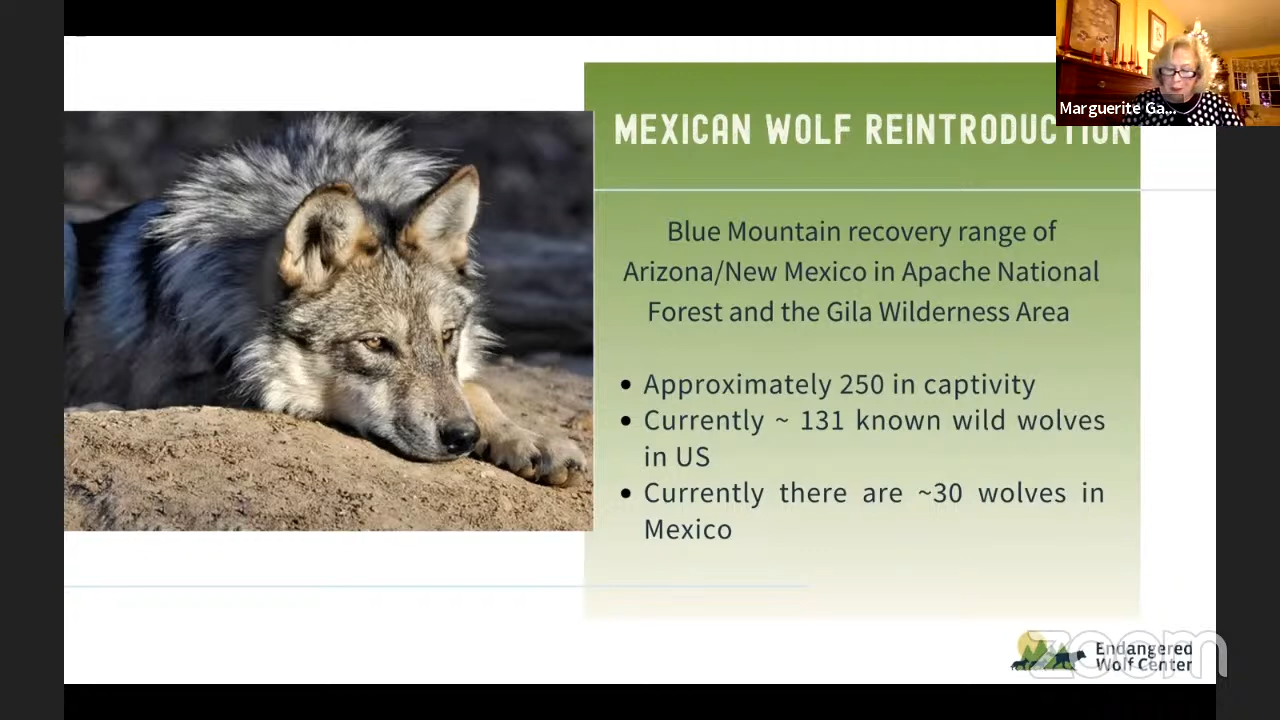 MEXICAN WOLF REINTRODUCTION
Marguerite Ga...
Blue Mountain recovery range of
Arizona/New Mexico in Apache National
Forest and the Gila Wilderness Area
• Approximately 250 in captivity
• Currently ~ 131 known wild wolves
in US
• Currently there are ~30 wolves in
Mexico
zoom
Endangered
Wolf Center